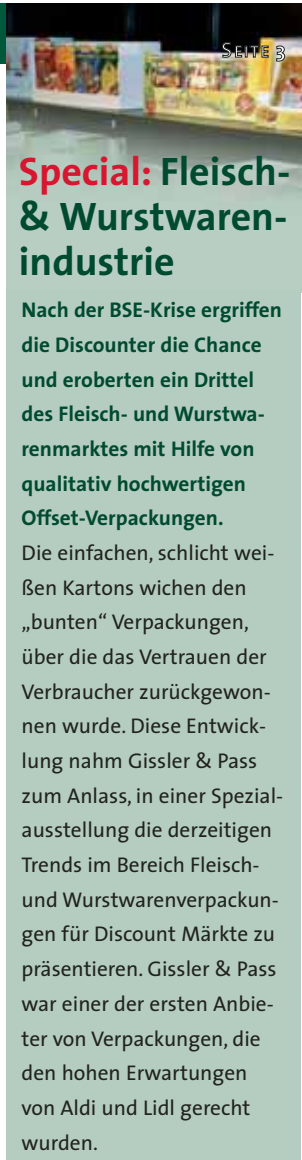 SEITE 3
Special: Fleisch-
& Wurstwaren-
industrie
Nach der BSE-Krise ergriffen
die Discounter die Chance
und eroberten ein Drittel
des Fleisch- und Wurstwa-
renmarktes mit Hilfe von
qualitativ hochwertigen
Offset-Verpackungen.
Die einfachen, schlicht wei-
ßen Kartons wichen den
„bunten“ Verpackungen,
über die das Vertrauen der
Verbraucher zurückgewon-
nen wurde. Diese Entwick-
lung nahm Gissler & Pass
zum Anlass, in einer Spezial-
ausstellung die derzeitigen
Trends im Bereich Fleisch-
und Wurstwarenverpackun-
gen für Discount Märkte zu
präsentieren. Gissler & Pass
war einer der ersten Anbie-
ter von Verpackungen, die
den hohen Erwartungen
von Aldi und Lidl gerecht
wurden.